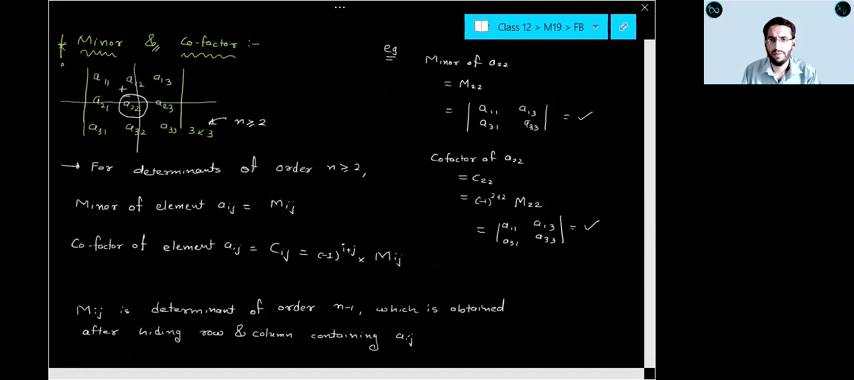 Class 12 > M19 > FB
* Minor & Co-factor :-
a11 a12 a13
+
a21 a22 a23
a31 a32 a33 3×3
n ≥ 2
→ For determinants of order n ≥ 2,
Minor of element aij = Mij
Co-factor of element aij = Cij = (-1)^i+j × Mij
Mij is determinant of order n-1, which is obtained
after hiding row & column containing aij
eg
Minor of a22
= M22
= | a11 a13
a31 a33 | = ✓
Cofactor of a22
= C22
= (-1)^2+2 M22
= | a11 a13
a31 a33 | = ✓